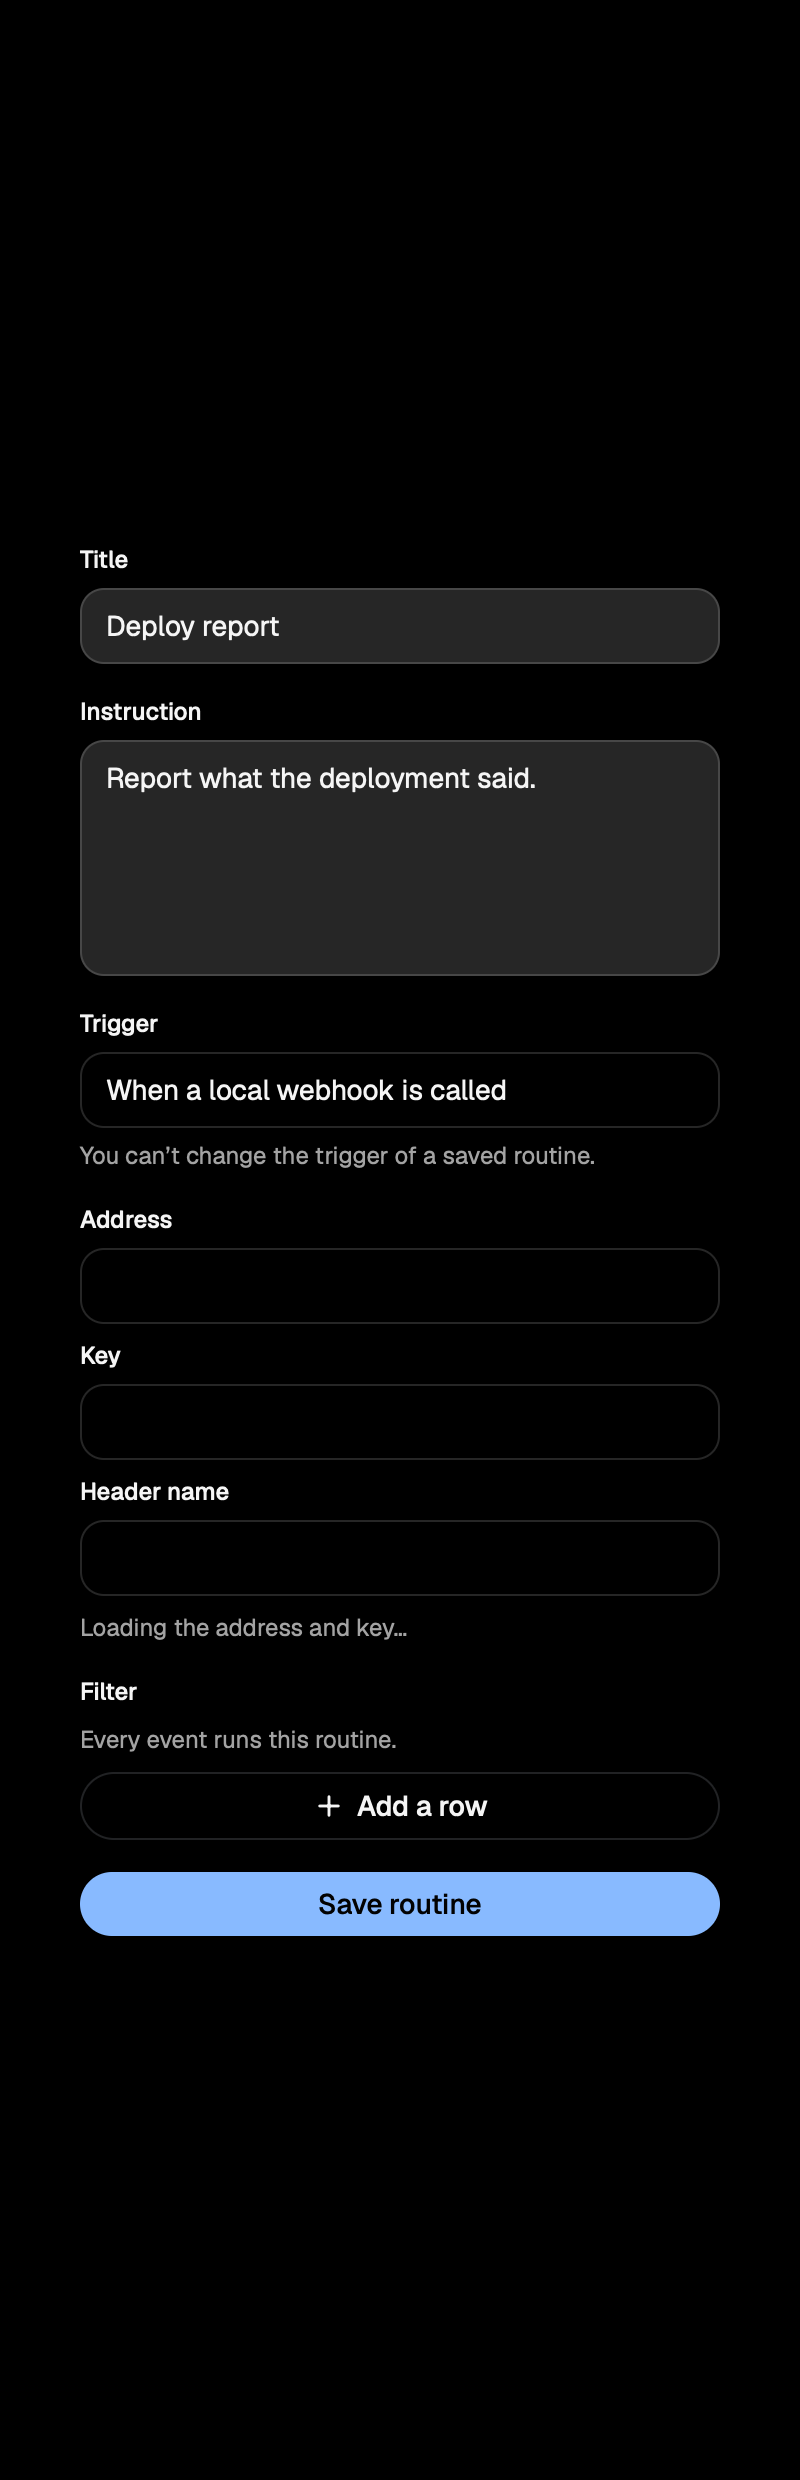 Title
Deploy report
Instruction
Report what the deployment said.
Trigger
When a local webhook is called
You can’t change the trigger of a saved routine.
Address
Key
Header name
Loading the address and key…
Filter
Every event runs this routine.
Add a row
Save routine